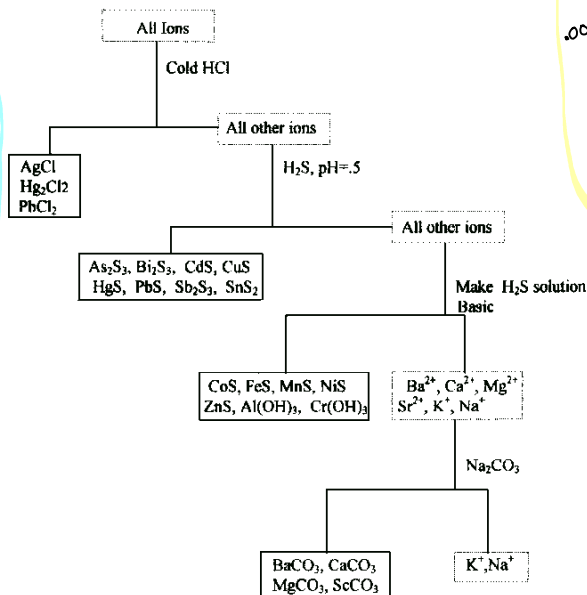 All Ions
Cold HCl
All other ions
AgCl
Hg₂Cl2
PbCl₂
H₂S, pH=.5
All other ions
As₂S₃, Bi₂S₃, CdS, CuS
HgS, PbS, Sb₂S₃, SnS₂
Make H₂S solution
Basic
CoS, FeS, MnS, NiS
ZnS, Al(OH)₃, Cr(OH)₃
Ba²⁺, Ca²⁺, Mg²⁺
Sr²⁺, K⁺, Na⁺
Na₂CO₃
BaCO₃, CaCO₃
MgCO₃, ScCO₃
K⁺,Na⁺